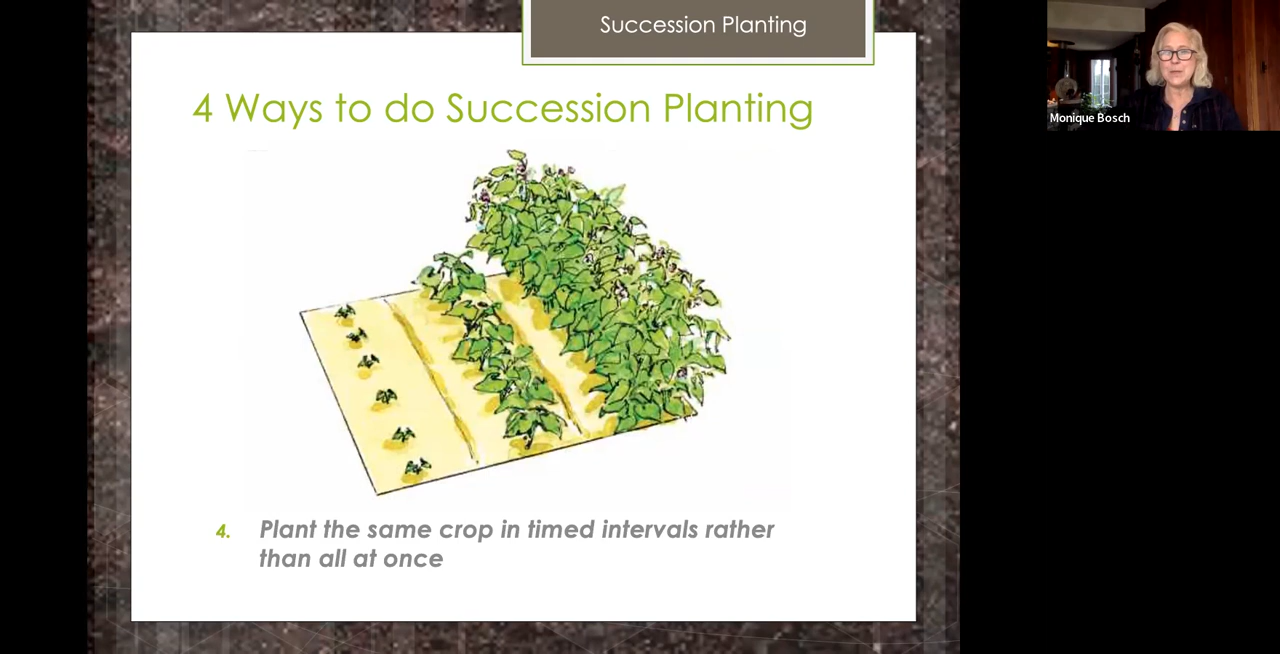 Succession Planting
4 Ways to do Succession Planting
Monique Bosch
4. Plant the same crop in timed intervals rather
than all at once